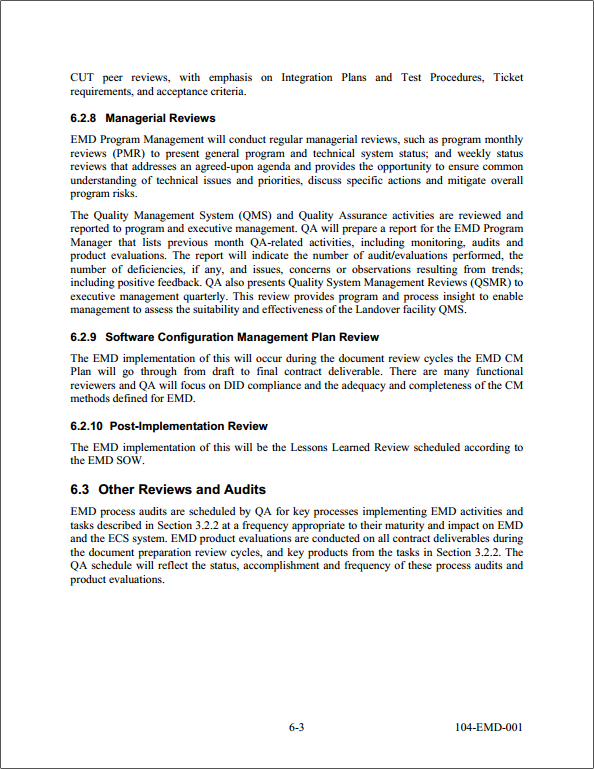 CUT peer reviews, with emphasis on Integration Plans and Test Procedures, Ticket
requirements, and acceptance criteria.
6.2.8 Managerial Reviews
EMD Program Management will conduct regular managerial reviews, such as program monthly
reviews (PMR) to present general program and technical system status; and weekly status
reviews that addresses an agreed-upon agenda and provides the opportunity to ensure common
understanding of technical issues and priorities, discuss specific actions and mitigate overall
program risks.
The Quality Management System (QMS) and Quality Assurance activities are reviewed and
reported to program and executive management. QA will prepare a report for the EMD Program
Manager that lists previous month QA-related activities, including monitoring, audits and
product evaluations. The report will indicate the number of audit/evaluations performed, the
number of deficiencies, if any, and issues, concerns or observations resulting from trends;
including positive feedback. QA also presents Quality System Management Reviews (QSMR) to
executive management quarterly. This review provides program and process insight to enable
management to assess the suitability and effectiveness of the Landover facility QMS.
6.2.9 Software Configuration Management Plan Review
The EMD implementation of this will occur during the document review cycles the EMD CM
Plan will go through from draft to final contract deliverable. There are many functional
reviewers and QA will focus on DID compliance and the adequacy and completeness of the CM
methods defined for EMD.
6.2.10 Post-Implementation Review
The EMD implementation of this will be the Lessons Learned Review scheduled according to
the EMD SOW.
6.3 Other Reviews and Audits
EMD process audits are scheduled by QA for key processes implementing EMD activities and
tasks described in Section 3.2.2 at a frequency appropriate to their maturity and impact on EMD
and the ECS system. EMD product evaluations are conducted on all contract deliverables during
the document preparation review cycles, and key products from the tasks in Section 3.2.2. The
QA schedule will reflect the status, accomplishment and frequency of these process audits and
product evaluations.
6-3
104-EMD-001